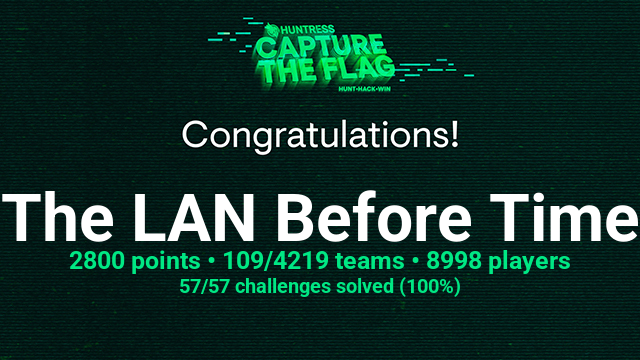 HUNTRESS
CAPTURE
THE FLAG
HUNT•HACK•WIN
Congratulations!
The LAN Before Time
2800 points • 109/4219 teams • 8998 players
57/57 challenges solved (100%)